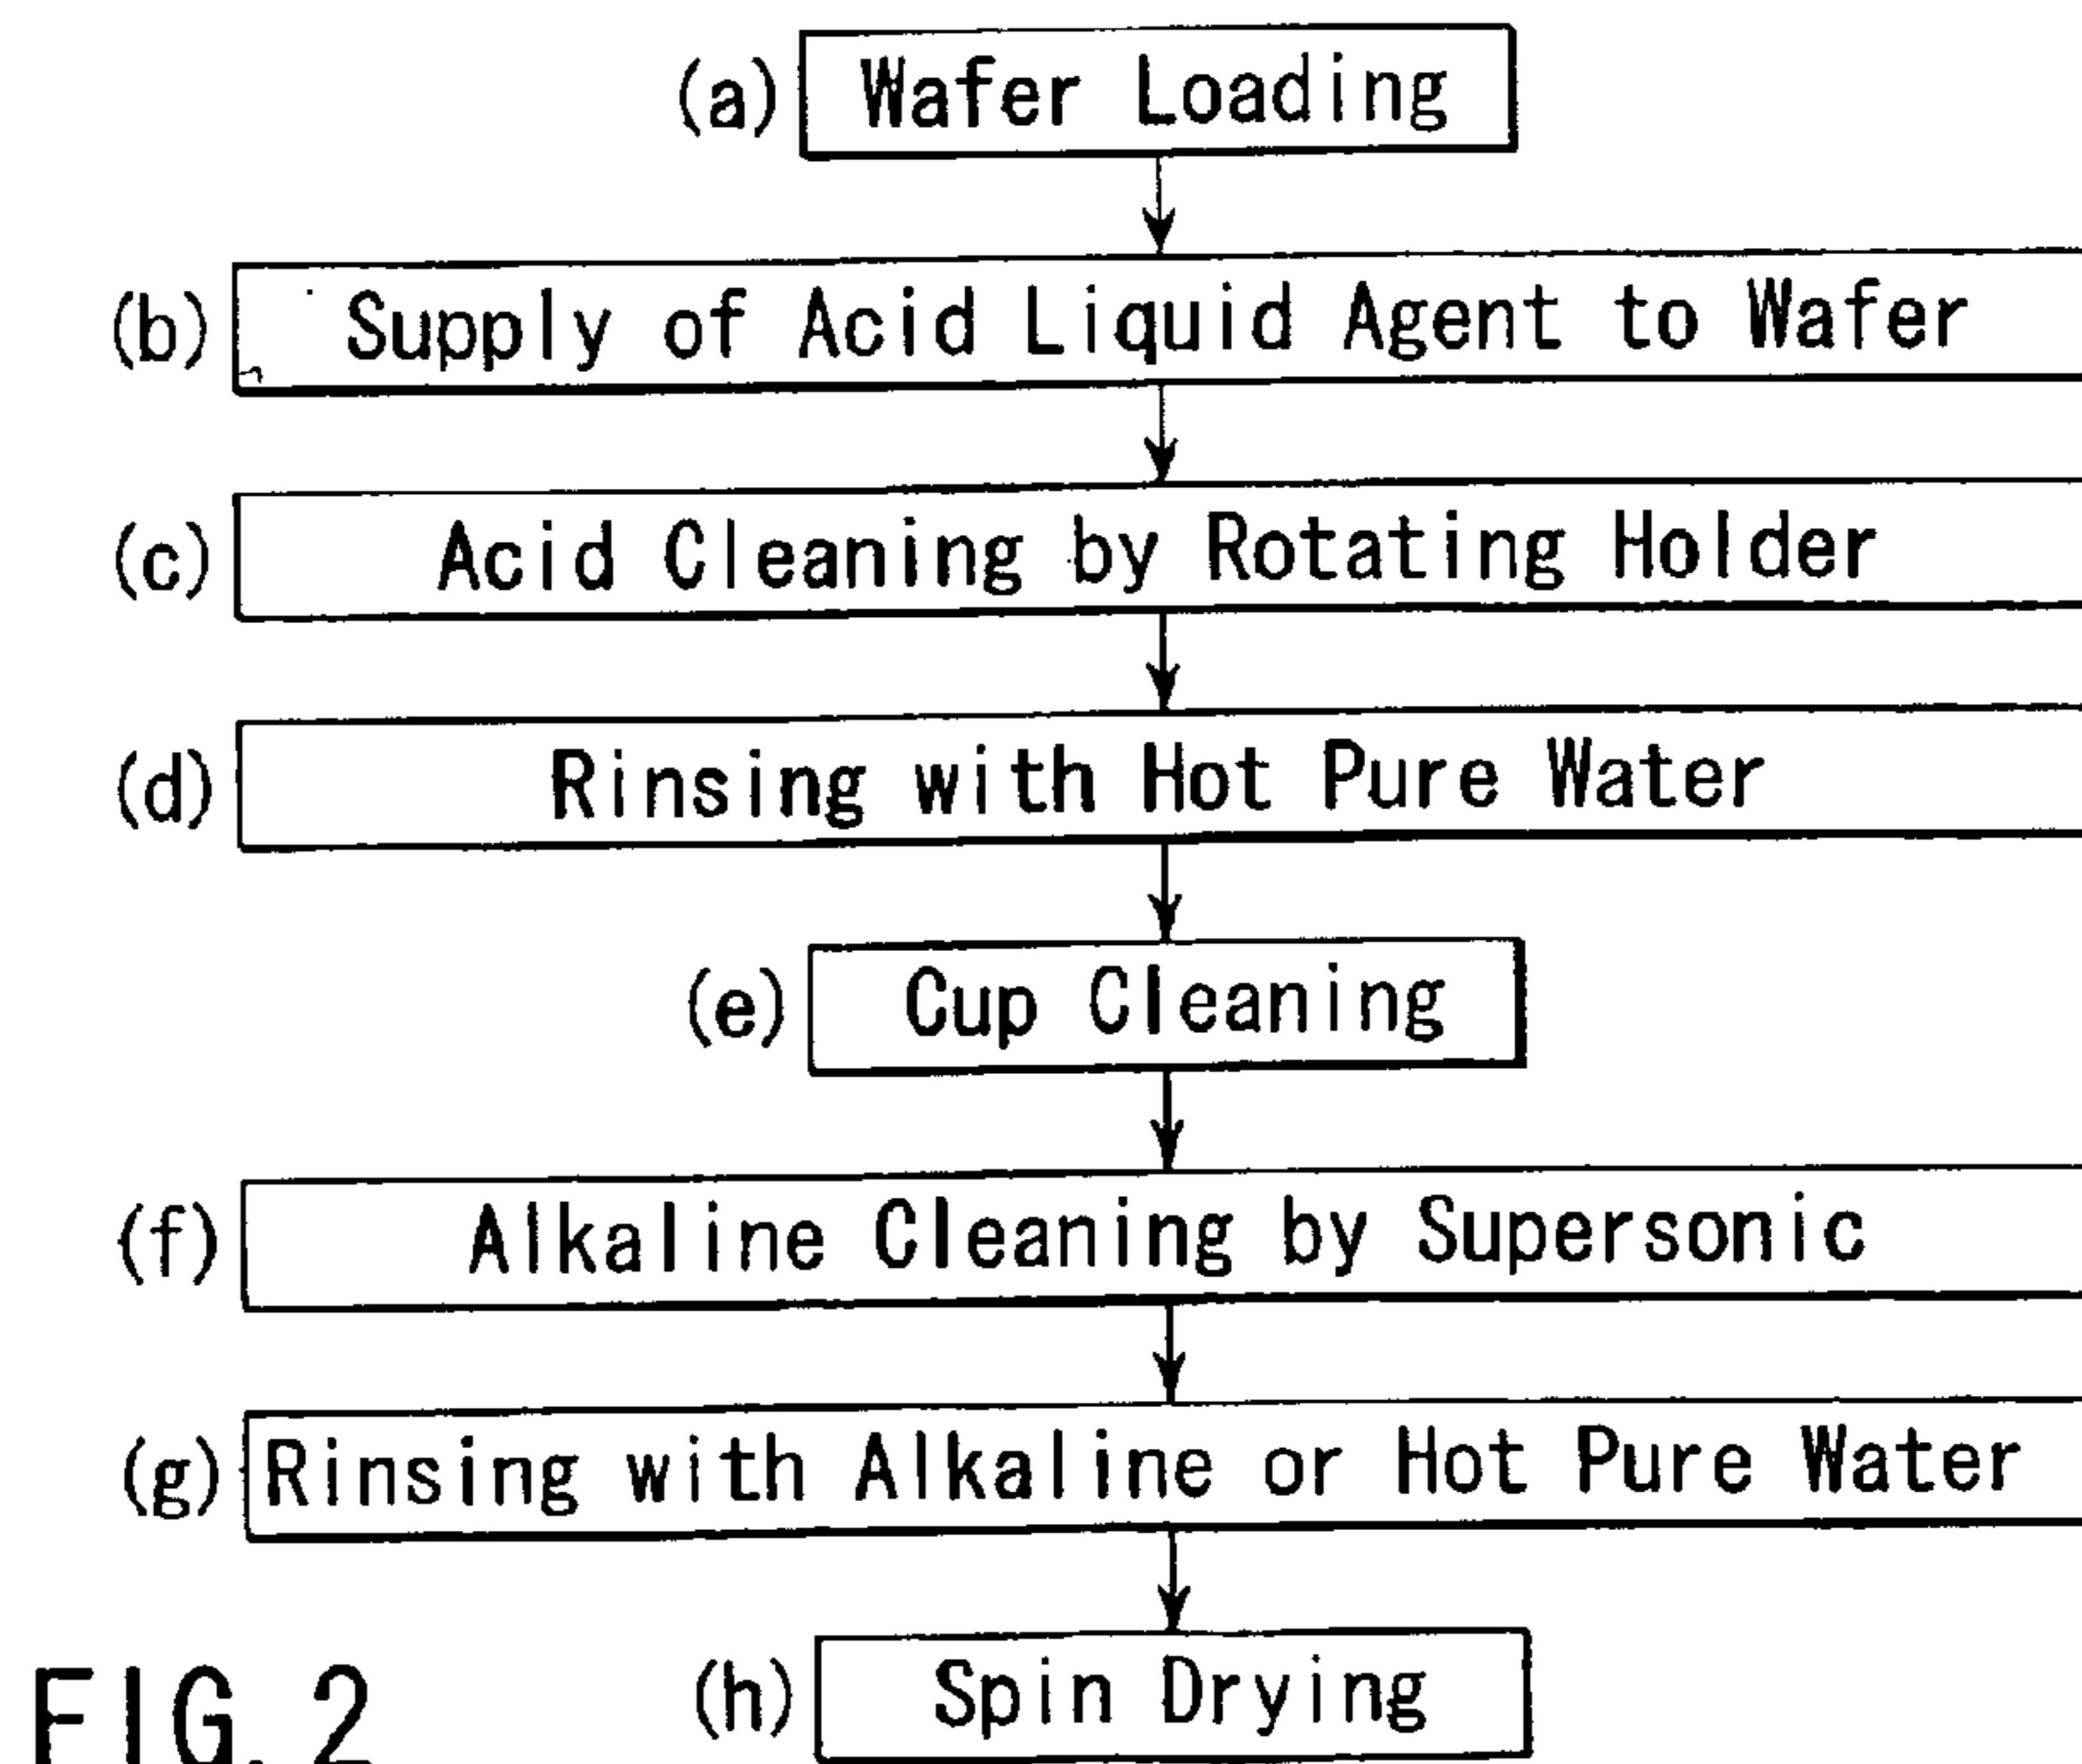 (a) Wafer Loading
(b) Supply of Acid Liquid Agent to Wafer
(c) Acid Cleaning by Rotating Holder
(d) Rinsing with Hot Pure Water
(e) Cup Cleaning
(f) Alkaline Cleaning by Supersonic
(g) Rinsing with Alkaline or Hot Pure Water
(h) Spin Drying
FIG. 2